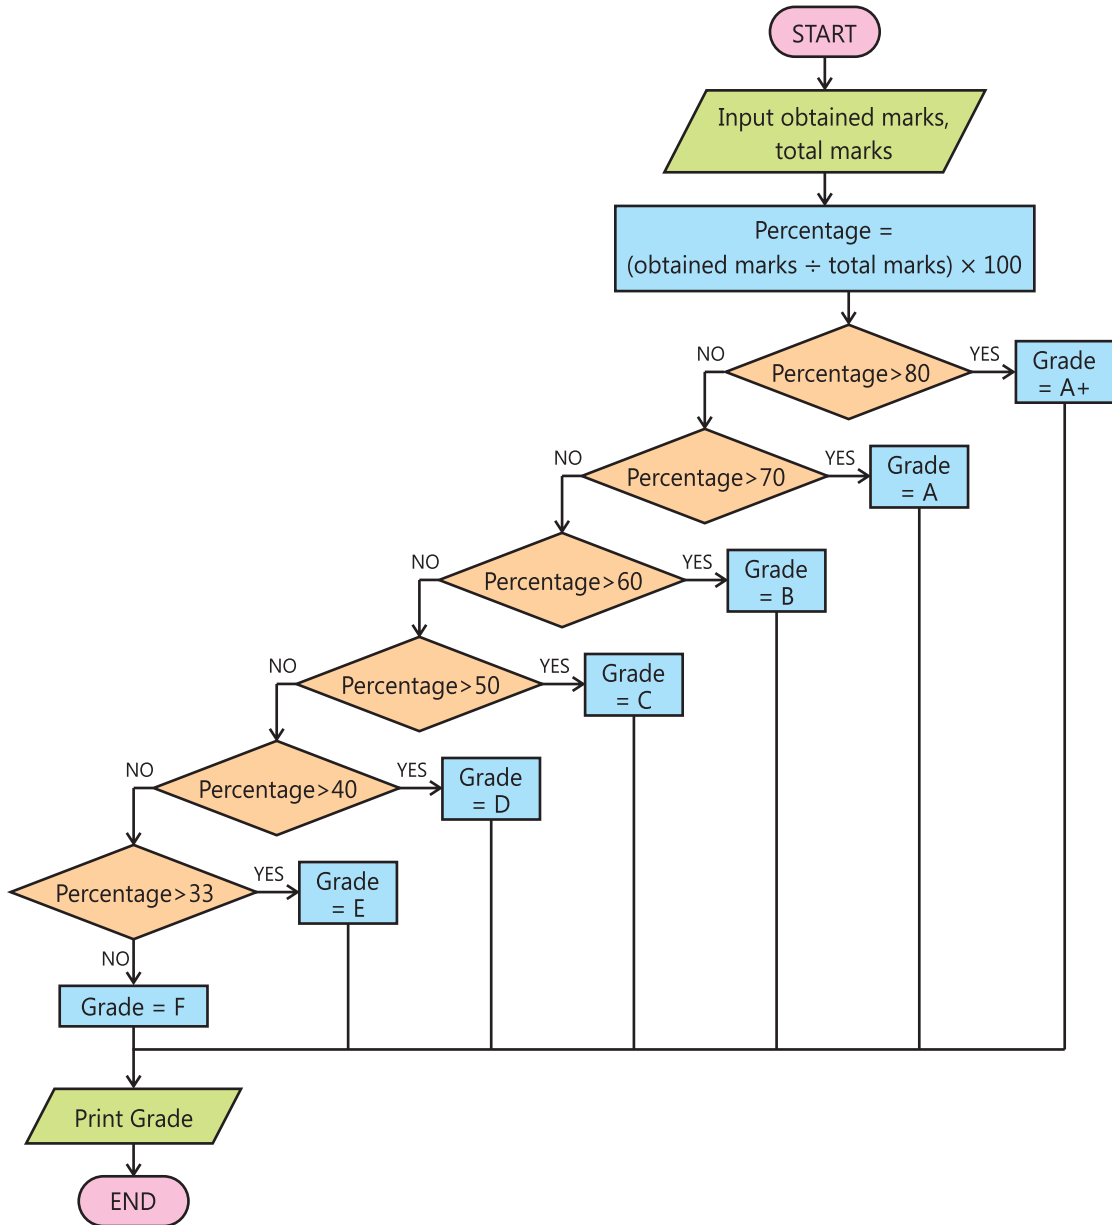 START
Input obtained marks,
total marks
Percentage =
(obtained marks ÷ total marks) × 100
Percentage>80
NO
YES
Grade
= A+
Percentage>70
NO
YES
Grade
= A
Percentage>60
NO
YES
Grade
= B
Percentage>50
NO
YES
Grade
= C
Percentage>40
NO
YES
Grade
= D
Percentage>33
YES
Grade
= E
NO
Grade = F
Print Grade
END